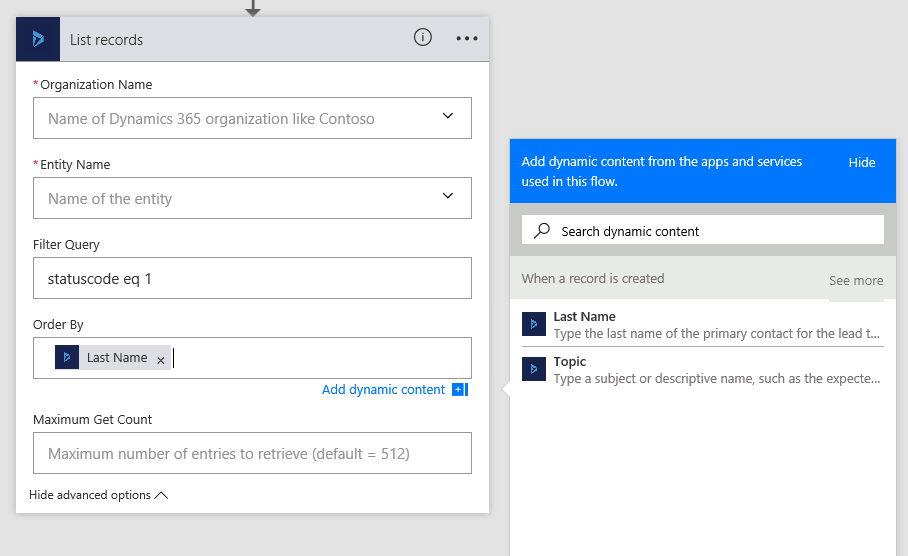 List records
* Organization Name
Name of Dynamics 365 organization like Contoso
* Entity Name
Name of the entity
Filter Query
statuscode eq 1
Order By
Last Name ×
Add dynamic content
Maximum Get Count
Maximum number of entries to retrieve (default = 512)
Hide advanced options
Add dynamic content from the apps and services
used in this flow.
Hide
Search dynamic content
When a record is created
See more
Last Name
Type the last name of the primary contact for the lead t...
Topic
Type a subject or descriptive name, such as the expecte...